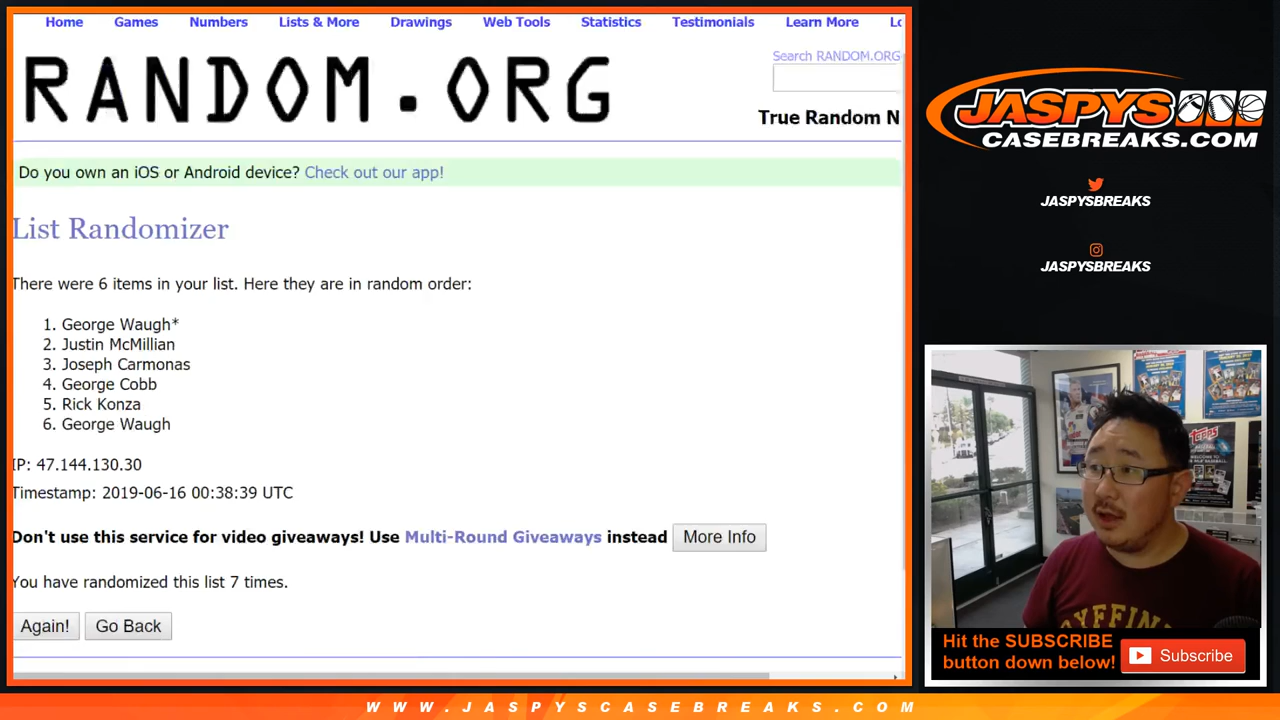 Home Games Numbers Lists & More Drawings Web Tools Statistics Testimonials Learn More Lo
RANDOM.ORG
Search RANDOM.ORG
True Random N
Do you own an iOS or Android device? Check out our app!
List Randomizer
There were 6 items in your list. Here they are in random order:
1. George Waugh*
2. Justin McMillian
3. Joseph Carmonas
4. George Cobb
5. Rick Konza
6. George Waugh
IP: 47.144.130.30
Timestamp: 2019-06-16 00:38:39 UTC
Don't use this service for video giveaways! Use Multi-Round Giveaways instead More Info
You have randomized this list 7 times.
Again! Go Back
JASPYS
CASEBREAKS.COM
JASPYSBREAKS
JASPYSBREAKS
topps
Hit the SUBSCRIBE
button down below!
Subscribe
WWW.JASPYSCASEBREAKS.COM